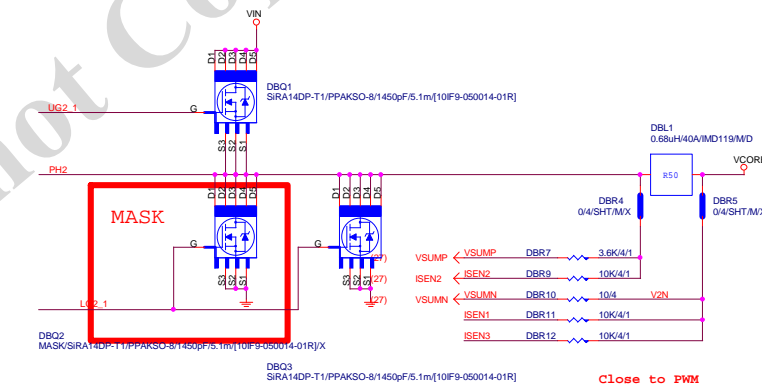 not Co
VIN
D1 D2 D3 D4 D5
DBQ1
SiRA14DP-T1/PPAKSO-8/1450pF/5.1m/[10IF9-050014-01R]
UG2_1
G
S3 S2 S1
DBL1
0.68uH/40A/IMD119/M/D
PH2
VCORE
R50
D1 D2 D3 D4 D5
D1 D2 D3 D4 D5
MASK
DBR4
0/4/SHT/M/X
DBR5
0/4/SHT/M/X
G
G
S3 S2 S1
S3 S2 S1
(27) VSUMP VSUMP DBR7 3.6K/4/1
(27) ISEN2 ISEN2 DBR9 10K/4/1
(27) VSUMN VSUMN DBR10 10/4 V2N
LG2_1
ISEN1 DBR11 10K/4/1
ISEN3 DBR12 10K/4/1
DBQ2
MASK/SiRA14DP-T1/PPAKSO-8/1450pF/5.1m/[10IF9-050014-01R]/X
DBQ3
SiRA14DP-T1/PPAKSO-8/1450pF/5.1m/[10IF9-050014-01R]
Close to PWM